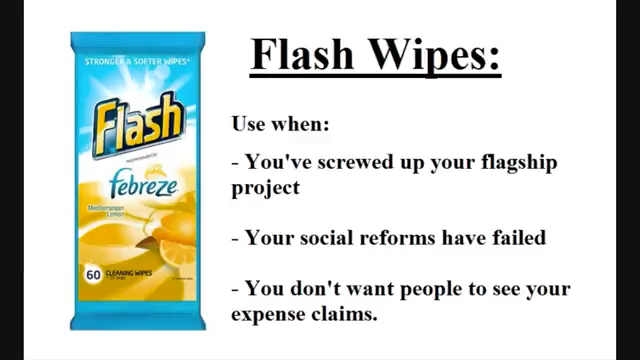 STRONGER & SOFTER WIPES*
Flash
febreze
Mediterranean
Lemon
60 CLEANING WIPES
Flash Wipes:
Use when:
- You've screwed up your flagship
project
- Your social reforms have failed
- You don't want people to see your
expense claims.